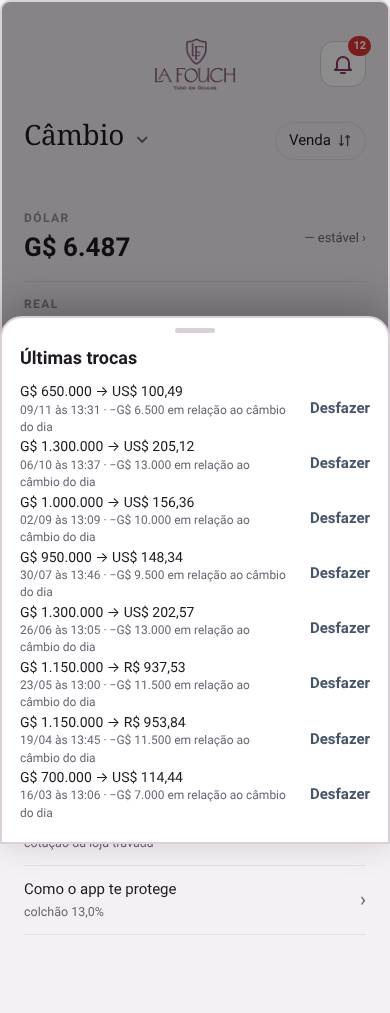 LF
LA FOUCH
TUDO EM ÓCULOS
12
Câmbio
Venda
DÓLAR
G$ 6.487
— estável ›
REAL
Últimas trocas
G$ 650.000 → US$ 100,49
09/11 às 13:31 · −G$ 6.500 em relação ao câmbio
do dia
Desfazer
G$ 1.300.000 → US$ 205,12
06/10 às 13:37 · −G$ 13.000 em relação ao
câmbio do dia
Desfazer
G$ 1.000.000 → US$ 156,36
02/09 às 13:09 · −G$ 10.000 em relação ao
câmbio do dia
Desfazer
G$ 950.000 → US$ 148,34
30/07 às 13:46 · −G$ 9.500 em relação ao câmbio
do dia
Desfazer
G$ 1.300.000 → US$ 202,57
26/06 às 13:05 · −G$ 13.000 em relação ao
câmbio do dia
Desfazer
G$ 1.150.000 → R$ 937,53
23/05 às 13:00 · −G$ 11.500 em relação ao
câmbio do dia
Desfazer
G$ 1.150.000 → R$ 953,84
19/04 às 13:45 · −G$ 11.500 em relação ao
câmbio do dia
Desfazer
G$ 700.000 → US$ 114,44
16/03 às 13:06 · −G$ 7.000 em relação ao câmbio
do dia
Desfazer
cotação da loja travada
Como o app te protege
colchão 13,0%
›